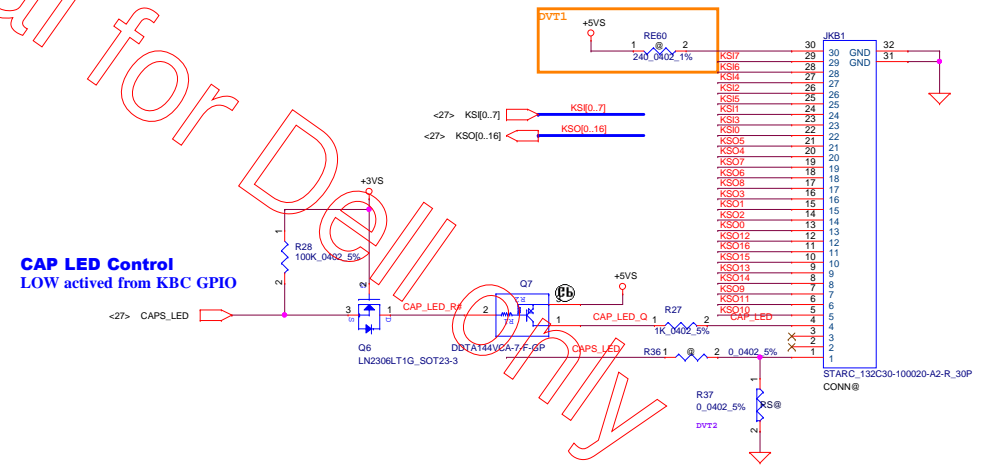 DVT1
+5VS
RE60
1 @ 2
240_0402_1%
JKB1
30 30 GND 32
KSI7 29 29 GND 31
KSI6 28 28
KSI4 27 27
KSI2 26 26
KSI5 25 25
KSI1 24 24
KSI3 23 23
KSI0 22 22
KSO5 21 21
KSO4 20 20
KSO7 19 19
KSO6 18 18
KSO8 17 17
KSO3 16 16
KSO1 15 15
KSO2 14 14
KSO0 13 13
KSO12 12 12
KSO16 11 11
KSO15 10 10
KSO13 9 9
KSO14 8 8
KSO9 7 7
KSO11 6 6
KSO10 5 5
CAP_LED 4 4
3 3
2 2
1 1
STARC_132C30-100020-A2-R_30P
CONN@
<27> KSI[0..7] KSI[0..7]
<27> KSO[0..16] KSO[0..16]
al for Dell Only
+3VS
1
R28
100K_0402_5%
2
CAP LED Control
LOW actived from KBC GPIO
<27> CAPS_LED
3 S G 2 D 1
Q6
LN2306LT1G_SOT23-3
CAP_LED_R#
Q7
2 R1 R2 3 1
DDTA144VCA-7-F-GP
+5VS
CAP_LED_Q
R27
1 2
1K_0402_5%
CAPS_LED
R36 1 @ 2 0_0402_5%
R37
0_0402_5%
1
RS@
2
DVT2